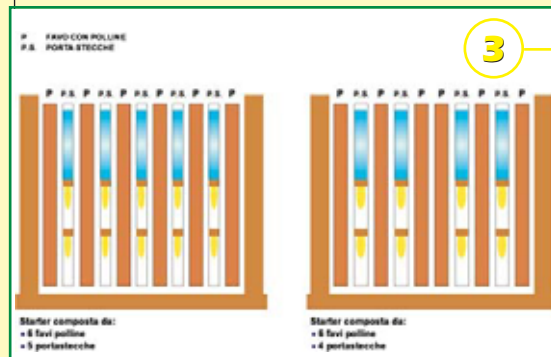 P FAVO CON POLLINE
P.S. PORTA STECCHE
3
P P.S. P P.S. P P.S. P P.S. P P.S. P
P P.S. P P.S. P P P.S. P P.S. P
Starter composta da:
• 6 favi polline
• 5 portastecche
Starter composta da:
• 6 favi polline
• 4 portastecche